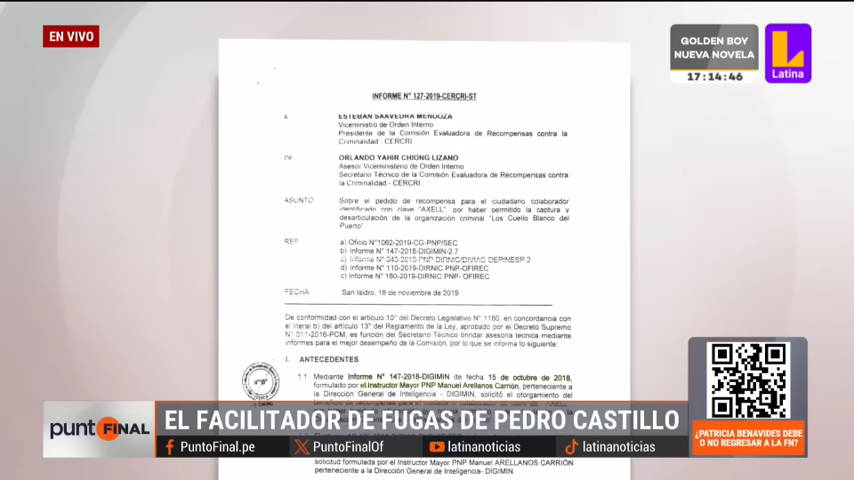 EN VIVO
GOLDEN BOY
NUEVA NOVELA
17:14:46
Latina
INFORME N° 127-2019-CERCRI-ST
A
ESTEBAN SAAVEDRA MENDOZA
Viceministro de Orden Interno
Presidente de la Comisión Evaluadora de Recompensas contra la
Criminalidad - CERCRI
DE
ORLANDO YAHIR CHIONG LIZANO
Asesor Viceministerio de Orden Interno
Secretario Técnico de la Comisión Evaluadora de Recompensas contra
la Criminalidad - CERCRI
ASUNTO
Sobre el pedido de recompensa para el ciudadano colaborador
identificado con clave "AXELL" por haber permitido la captura y
desarticulación de la organización criminal "Los Cuello Blanco del
Puerto".
REF
a) Oficio N°1062-2019-CG-PNP/SEC
b) Informe N° 147-2018-DIGIMIN-2.7
c) Informe N° 043-2018-PNP DIRNIC/DIVIAC DEPINESP 2
d) Informe N° 110-2019-DIRNIC PNP-OFIREC
c) Informe N° 160-2019-DIRNIC PNP- OFIREC
FECHA
San Isidro, 18 de noviembre de 2019
De conformidad con el artículo 10° del Decreto Legislativo N° 1180, en concordancia con
el literal b) del artículo 13° del Reglamento de la Ley, aprobado por el Decreto Supremo
N° 011-2016-PCM, es función del Secretario Técnico brindar asesoría técnica mediante
informes para el mejor desempeño de la Comisión, por lo que se informa lo siguiente:
I. ANTECEDENTES
1.1 Mediante Informe N° 147-2018-DIGIMIN de fecha 15 de octubre de 2018,
formulado por el Instructor Mayor PNP Manuel Arellanos Carrión, perteneciente a
la Dirección General de Inteligencia - DIGIMIN, solicitó el otorgamiento del
V°B°
punto FINAL
EL FACILITADOR DE FUGAS DE PEDRO CASTILLO
PuntoFinal.pe
PuntoFinalOf
latinanoticias
latinanoticias
¿PATRICIA BENAVIDES DEBE
O NO REGRESAR A LA FN?
solicitud formulada por el Instructor Mayor PNP Manuel ARELLANOS CARRIÓN
perteneciente a la Dirección General de Inteligencia- DIGIMIN.